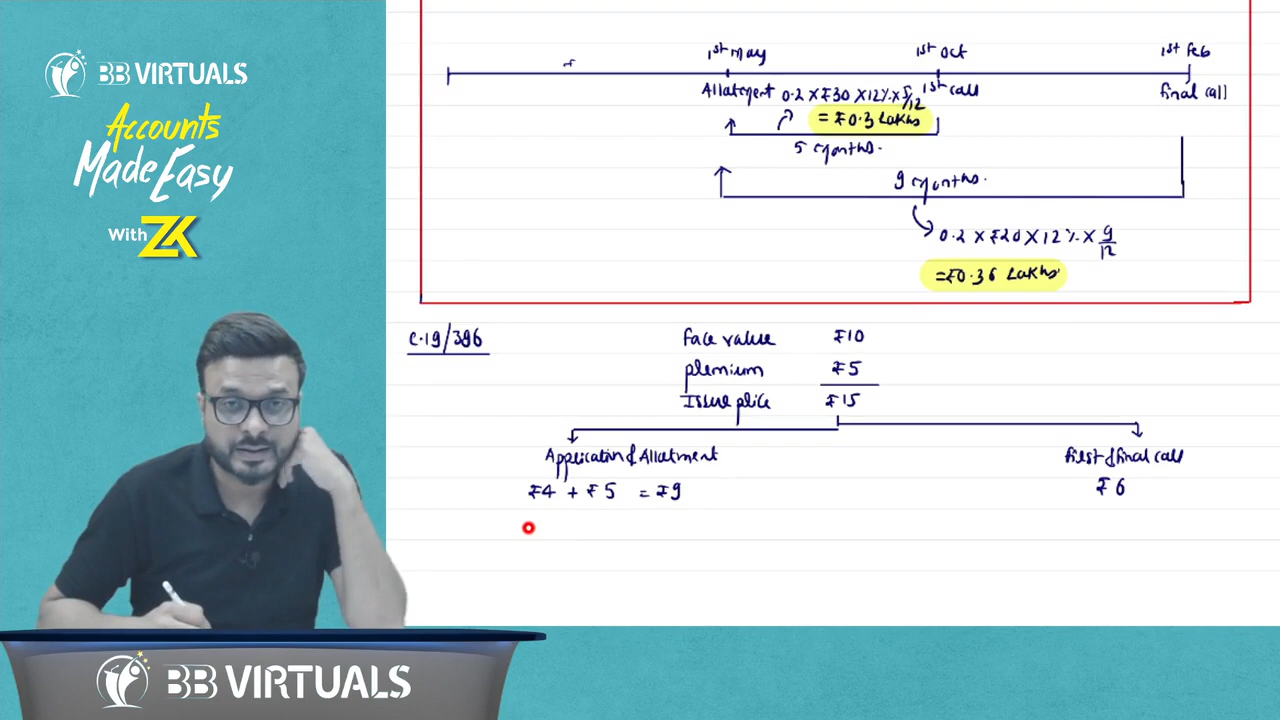 BB VIRTUALS
Accounts
Made Easy
With ZK
1st May
1st Oct
1st Feb
Allotment
1st call
final call
0.2 × ₹30 × 12% × 5/12
= ₹0.3 Lakhs
5 months.
9 months.
0.2 × ₹20 × 12% × 9/12
= ₹0.36 Lakhs
C.19/396
Face value ₹10
premium ₹5
Issue price ₹15
Application & Allotment
First & final call
₹4 + ₹5 = ₹9
₹6
BB VIRTUALS